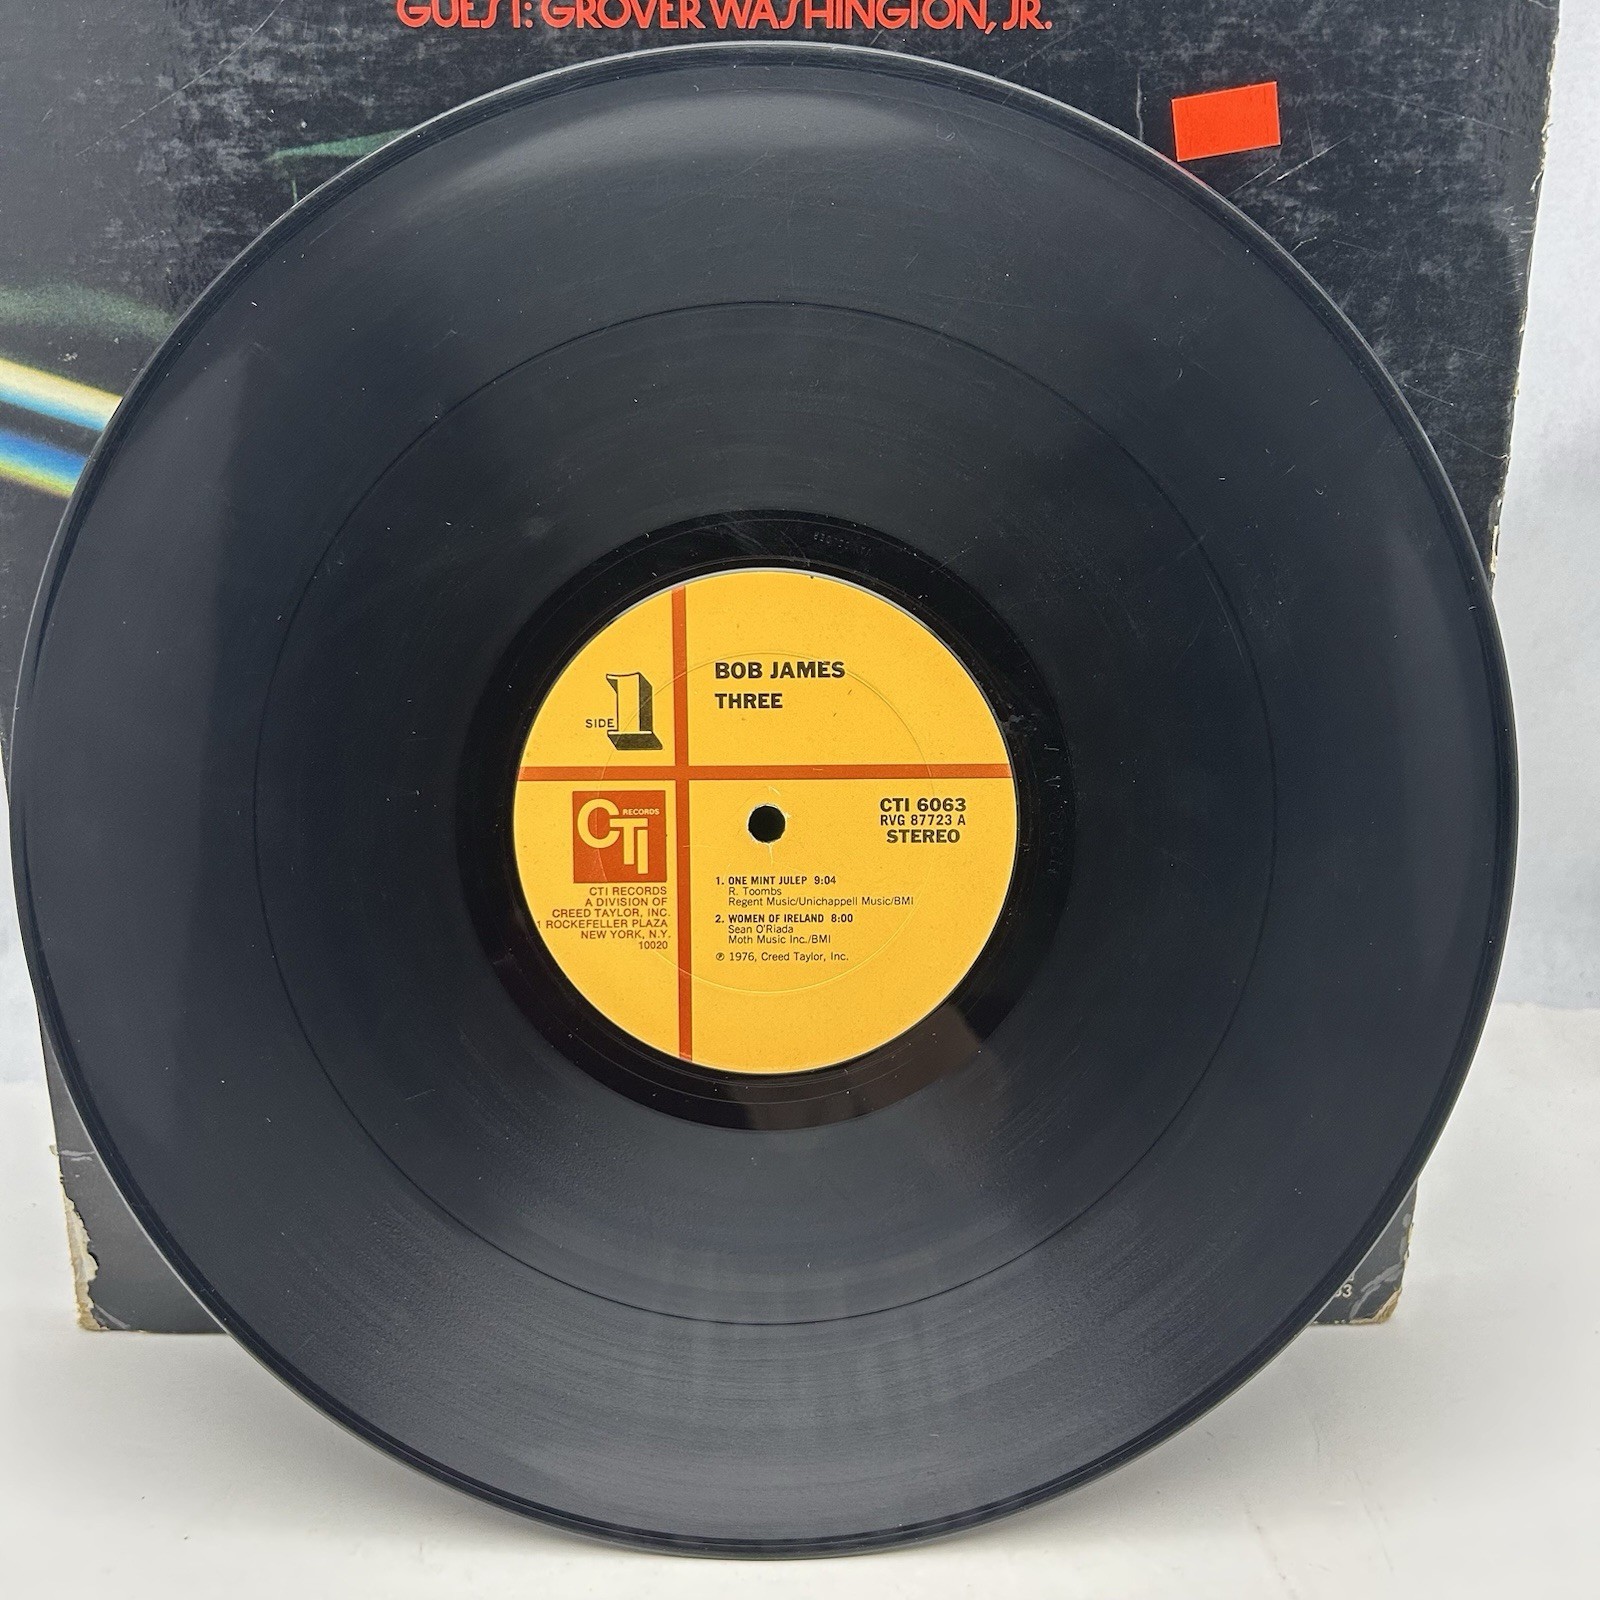 GUEST: GROVER WASHINGTON, JR.
BOB JAMES
THREE
SIDE 1
CTI RECORDS
CTI RECORDS
A DIVISION OF
CREED TAYLOR, INC.
1 ROCKEFELLER PLAZA
NEW YORK, N.Y.
10020
CTI 6063
RVG 87723 A
STEREO
1. ONE MINT JULEP 9:04
R. Toombs
Regent Music/Unichappell Music/BMI
2. WOMEN OF IRELAND 8:00
Sean O'Riada
Moth Music Inc./BMI
℗ 1976, Creed Taylor, Inc.